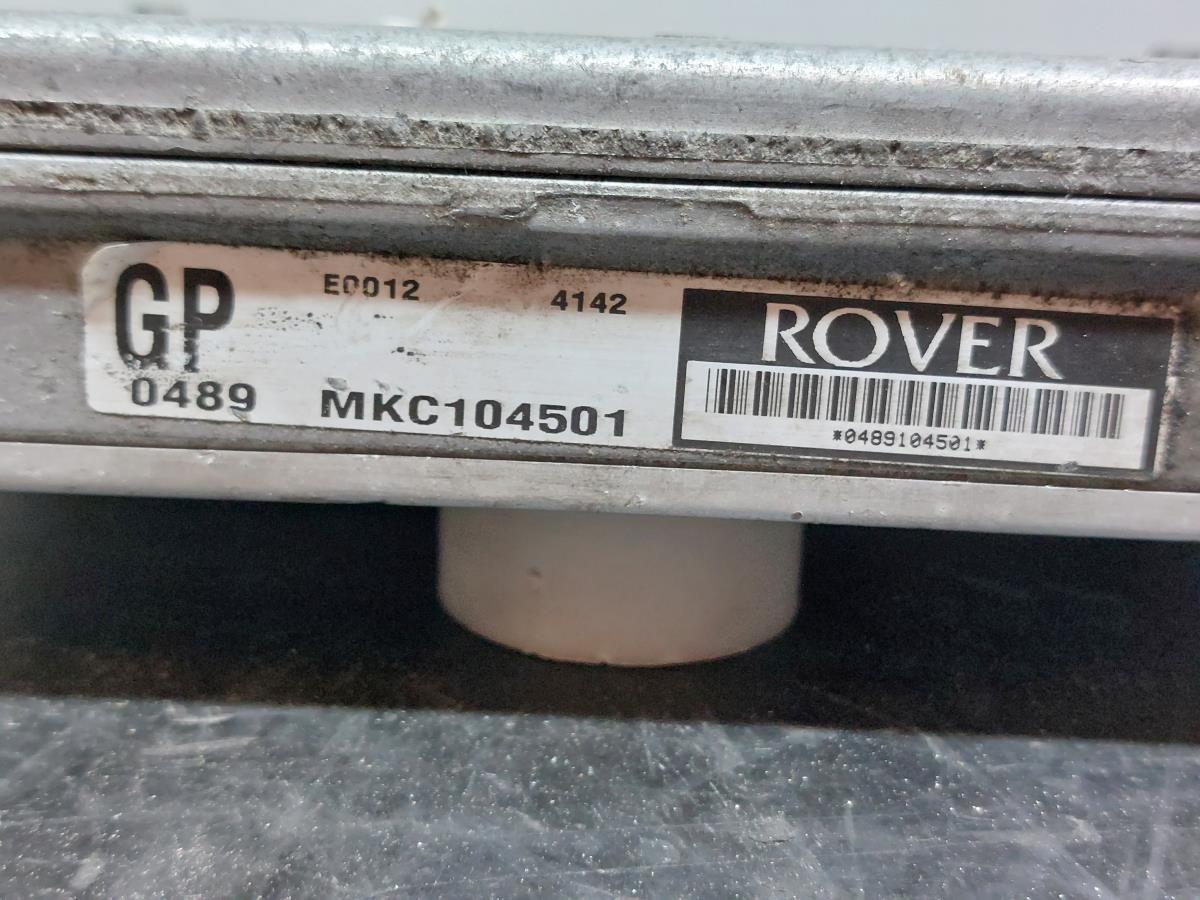 GP
E0012 4142
ROVER
0489 MKC104501
*0489104501*